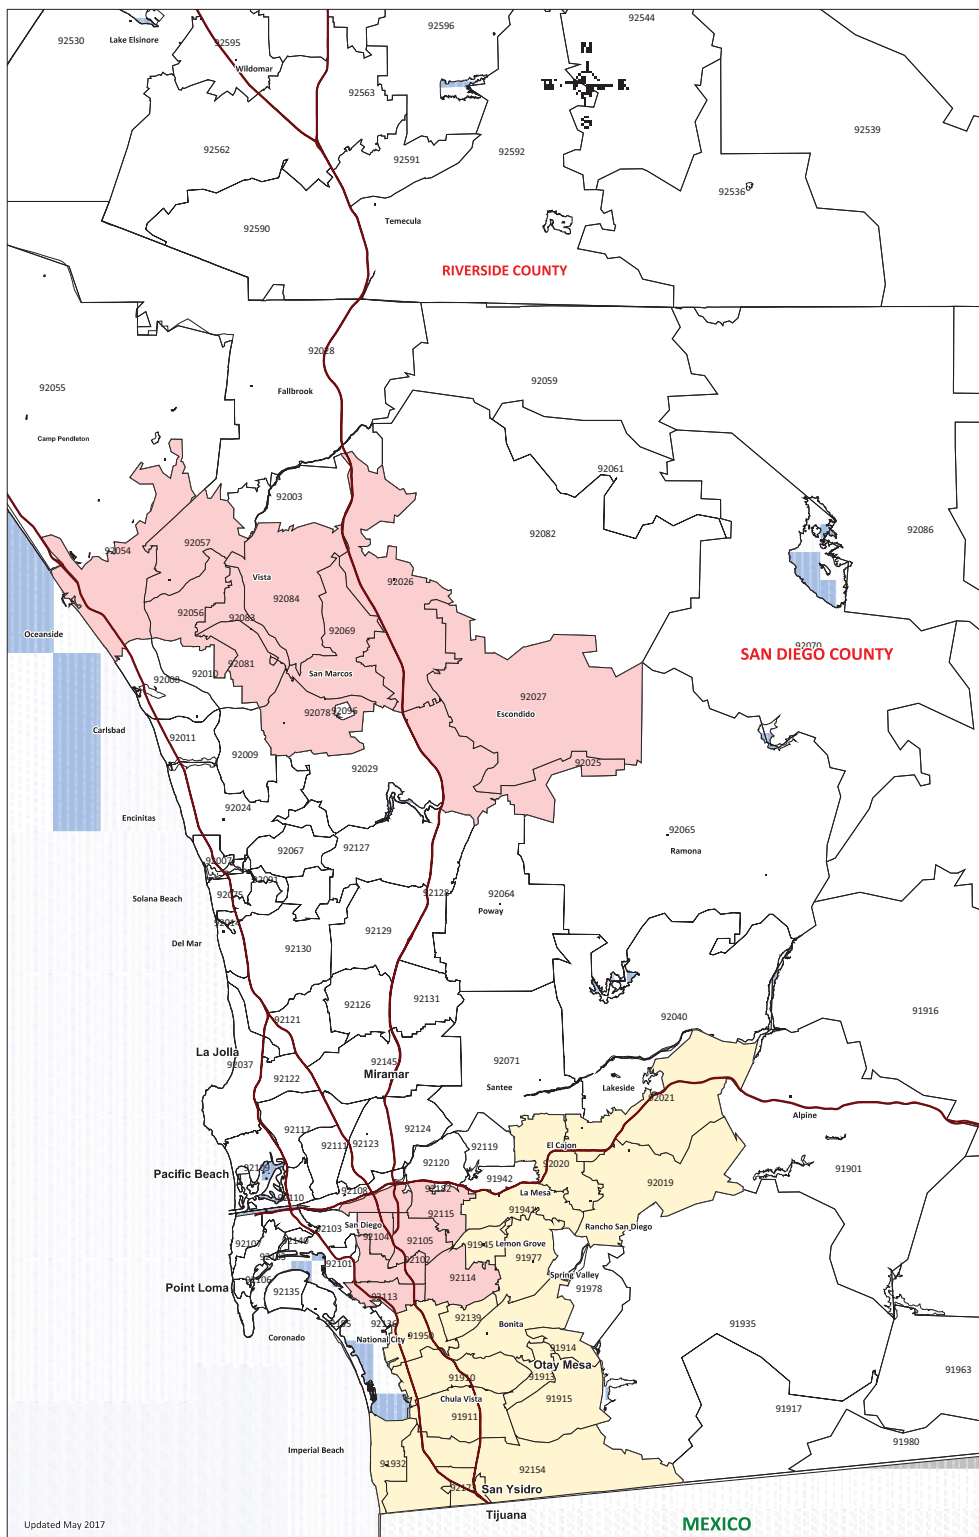 92596
92544
92530
Lake Elsinore
92595
N
Wildomar
E
92563
S
92539
92562
92591
92592
92536
Temecula
92590
RIVERSIDE COUNTY
92028
92059
92055
Fallbrook
Camp Pendleton
92061
92003
92086
92082
92057
92054
Vista
92026
92084
92056
92083
92069
Oceanside
92070
SAN DIEGO COUNTY
92081
92010
San Marcos
92008
92027
92078
92096
Escondido
Carlsbad
92011
92009
92025
92029
92024
Encinitas
92065
Ramona
92127
92067
92007
92091
92128
92064
92075
Solana Beach
Poway
92014
92129
Del Mar
92130
92131
92126
91916
92121
92040
La Jolla
92037
92145
92071
Miramar
92122
Santee
Lakeside
92021
Alpine
92117
92124
92111
92123
92119
El Cajon
92120
92020
92109
Pacific Beach
91942
91901
92019
92182
92108
La Mesa
92110
91941
92115
San Diego
Rancho San Diego
92103
92104
92105
91945
Lemon Grove
92107
92140
92102
91977
92101
92114
Spring Valley
92106
Point Loma
91978
92135
92113
92139
Bonita
91935
92136
Coronado
National City
91950
91914
Otay Mesa
91963
91910
91913
Chula Vista
91915
91917
91911
91980
Imperial Beach
91932
92154
92173
San Ysidro
Tijuana
Updated May 2017
MEXICO